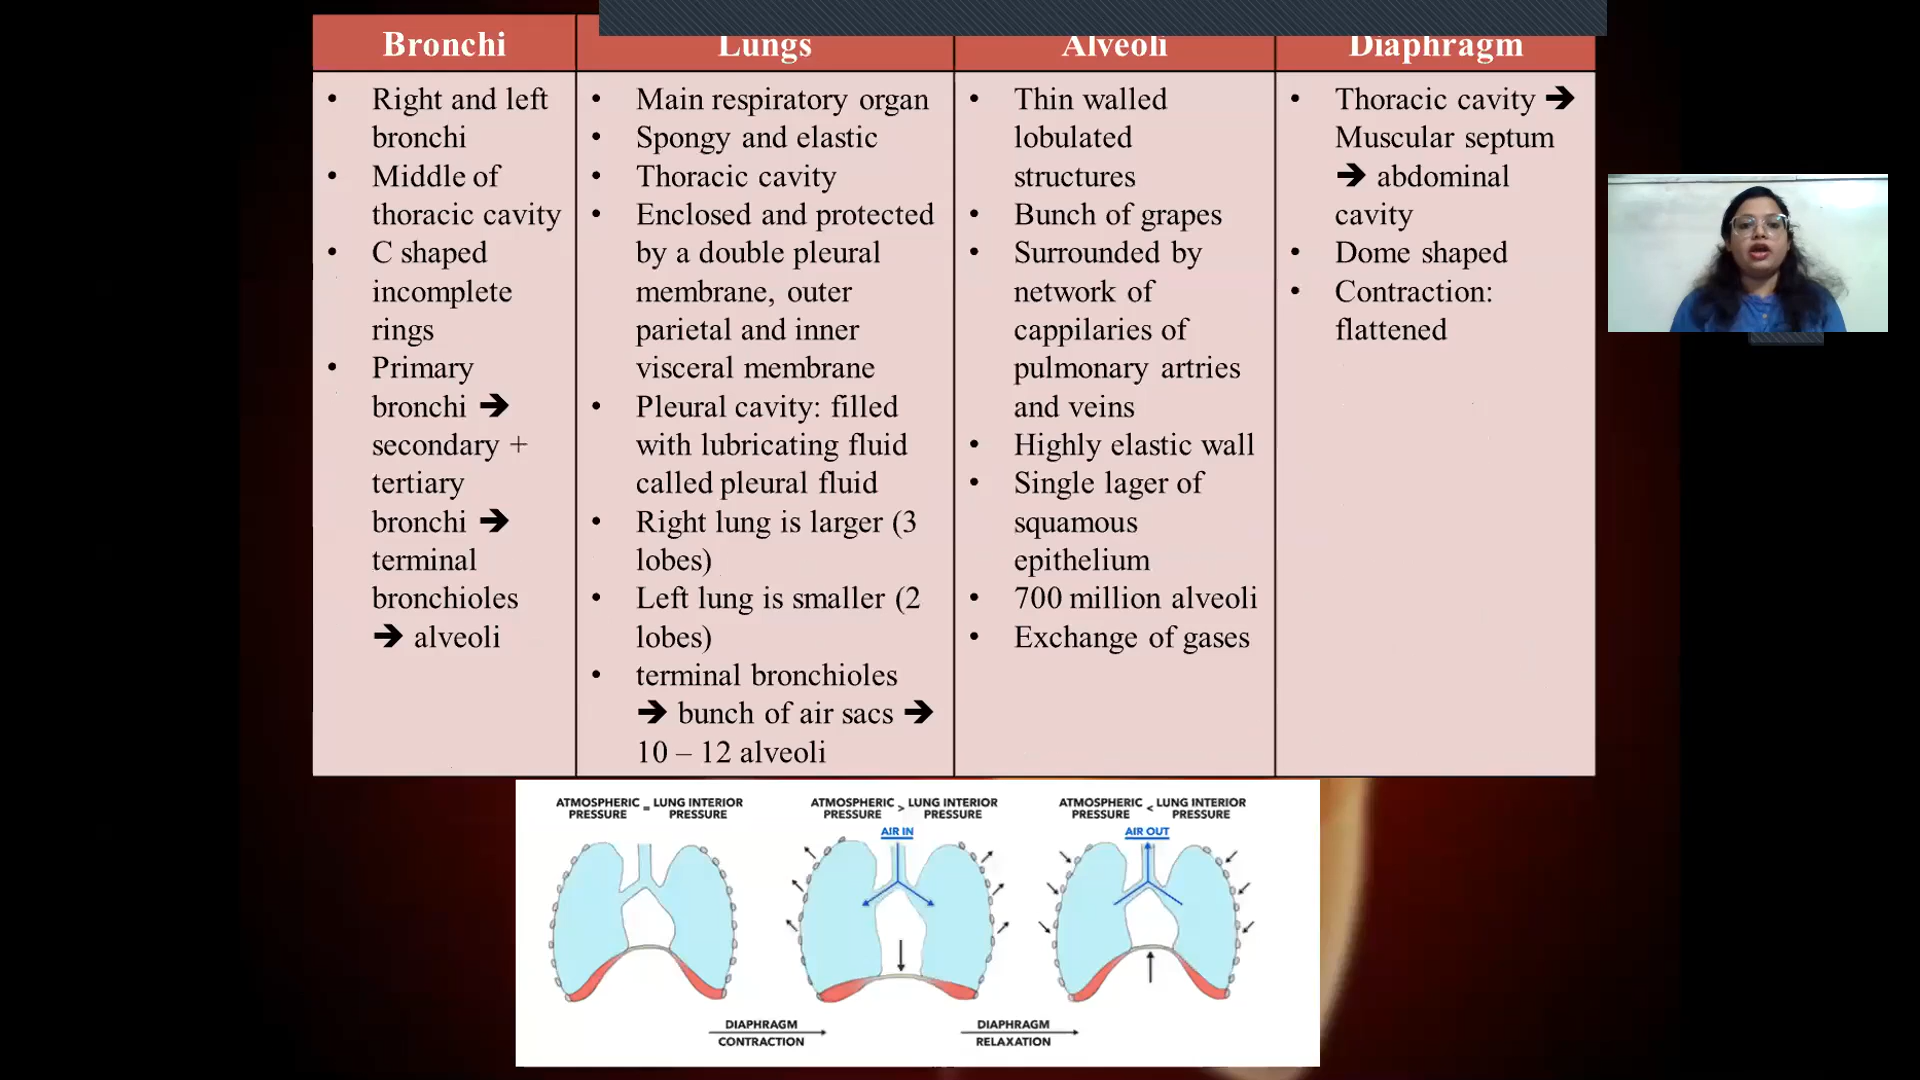 Bronchi
Right and left
bronchi
Middle of
thoracic cavity
C shaped
incomplete
rings
Primary
bronchi ➔
secondary +
tertiary
bronchi ➔
terminal
bronchioles
➔ alveoli
Lungs
Main respiratory organ
Spongy and elastic
Thoracic cavity
Enclosed and protected
by a double pleural
membrane, outer
parietal and inner
visceral membrane
Pleural cavity: filled
with lubricating fluid
called pleural fluid
Right lung is larger (3
lobes)
Left lung is smaller (2
lobes)
terminal bronchioles
➔ bunch of air sacs ➔
10 – 12 alveoli
Alveoli
Thin walled
lobulated
structures
Bunch of grapes
Surrounded by
network of
cappilaries of
pulmonary artries
and veins
Highly elastic wall
Single lager of
squamous
epithelium
700 million alveoli
Exchange of gases
Diaphragm
Thoracic cavity ➔
Muscular septum
➔ abdominal
cavity
Dome shaped
Contraction:
flattened
ATMOSPHERIC = LUNG INTERIOR
PRESSURE PRESSURE
ATMOSPHERIC > LUNG INTERIOR
PRESSURE PRESSURE
AIR IN
ATMOSPHERIC < LUNG INTERIOR
PRESSURE PRESSURE
AIR OUT
DIAPHRAGM
CONTRACTION
DIAPHRAGM
RELAXATION